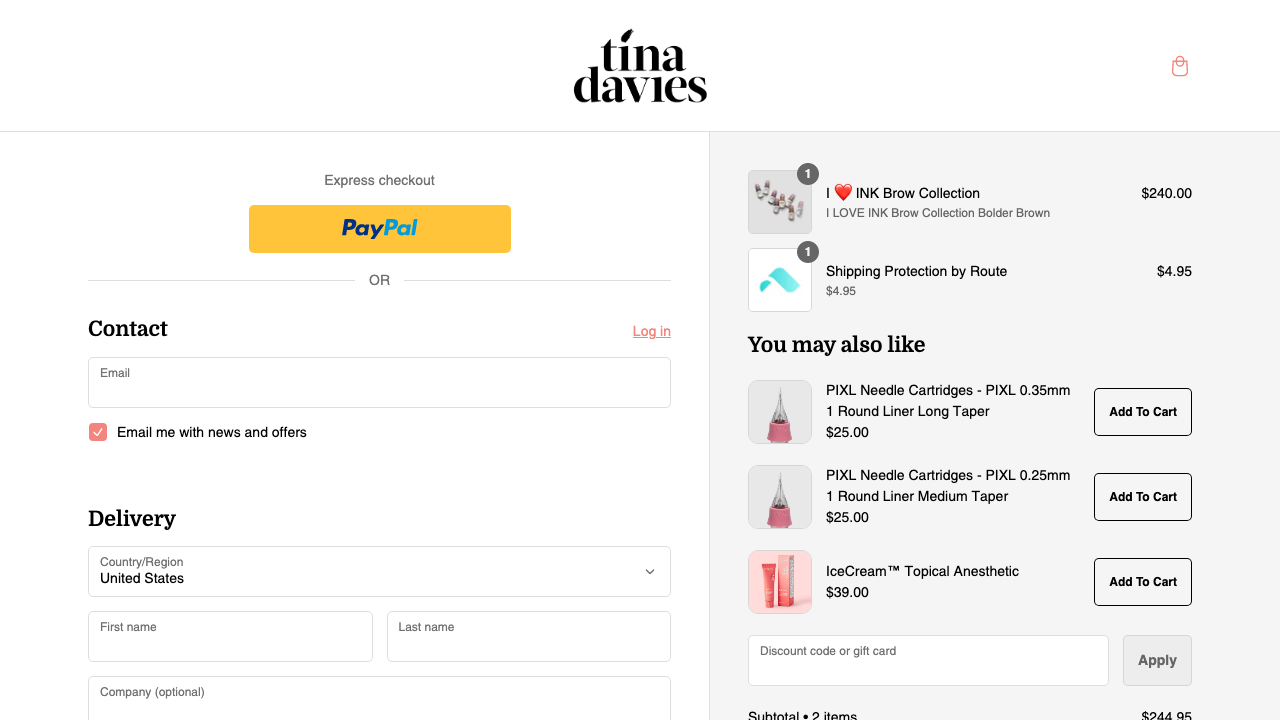 tina
davies
Express checkout
PayPal
OR
Contact
Log in
Email
Email me with news and offers
Delivery
Country/Region
United States
First name
Last name
Company (optional)
1
I ❤️ INK Brow Collection
$240.00
I LOVE INK Brow Collection Bolder Brown
1
Shipping Protection by Route
$4.95
$4.95
You may also like
PIXL Needle Cartridges - PIXL 0.35mm
1 Round Liner Long Taper
$25.00
Add To Cart
PIXL Needle Cartridges - PIXL 0.25mm
1 Round Liner Medium Taper
$25.00
Add To Cart
IceCream™ Topical Anesthetic
$39.00
Add To Cart
Discount code or gift card
Apply
Subtotal • 2 items
$244.95